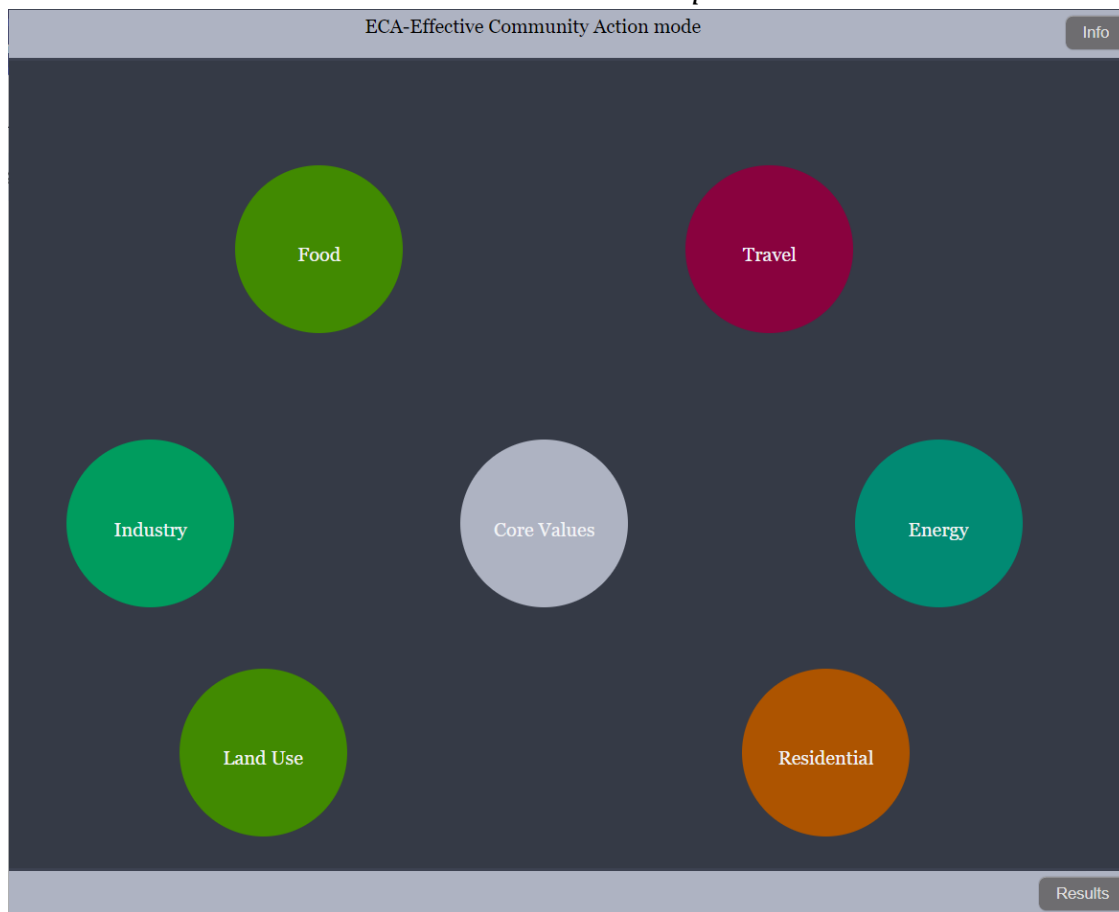 ECA-Effective Community Action mode
Info
Food
Travel
Industry
Core Values
Energy
Land Use
Residential
Results